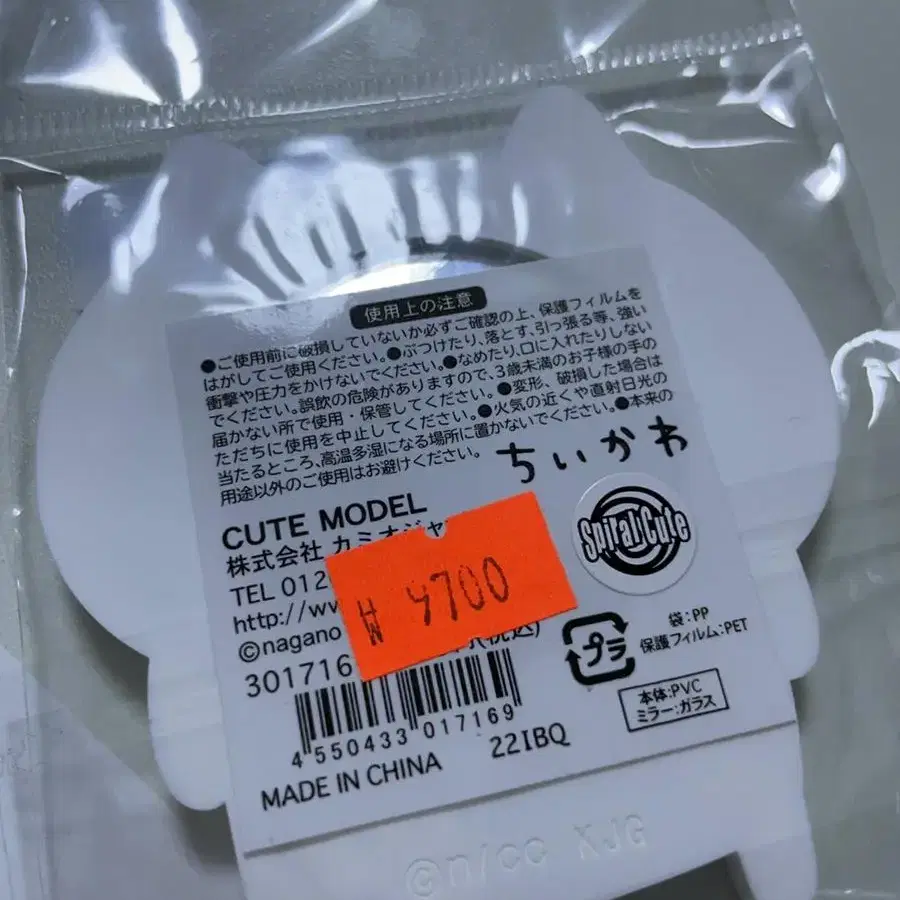 使用上の注意
●ご使用前に破損していないか必ずご確認の上、保護フィルムを
はがしてご使用ください。●ぶつけたり、落とす、引っ張る等、強い
衝撃や圧力をかけないでください。●なめたり、口に入れたりしない
でください。誤飲の危険がありますので、3歳未満のお子様の手の
届かない所で使用・保管してください。●変形、破損した場合は
ただちに使用を中止してください。●火気の近くや直射日光の
当たるところ、高温多湿になる場所に置かないでください。●本来の
用途以外のご使用はお避けください。
ちいかわ
CUTE MODEL
株式会社 カミオジャ
Spiral Cute
TEL 012
http://ww
₩ 9700
©nagano
(税込)
301716
プラ
袋:PP
保護フィルム:PET
本体:PVC
ミラー:ガラス
4 550433 017169
22IBQ
MADE IN CHINA
©n/cc XJG